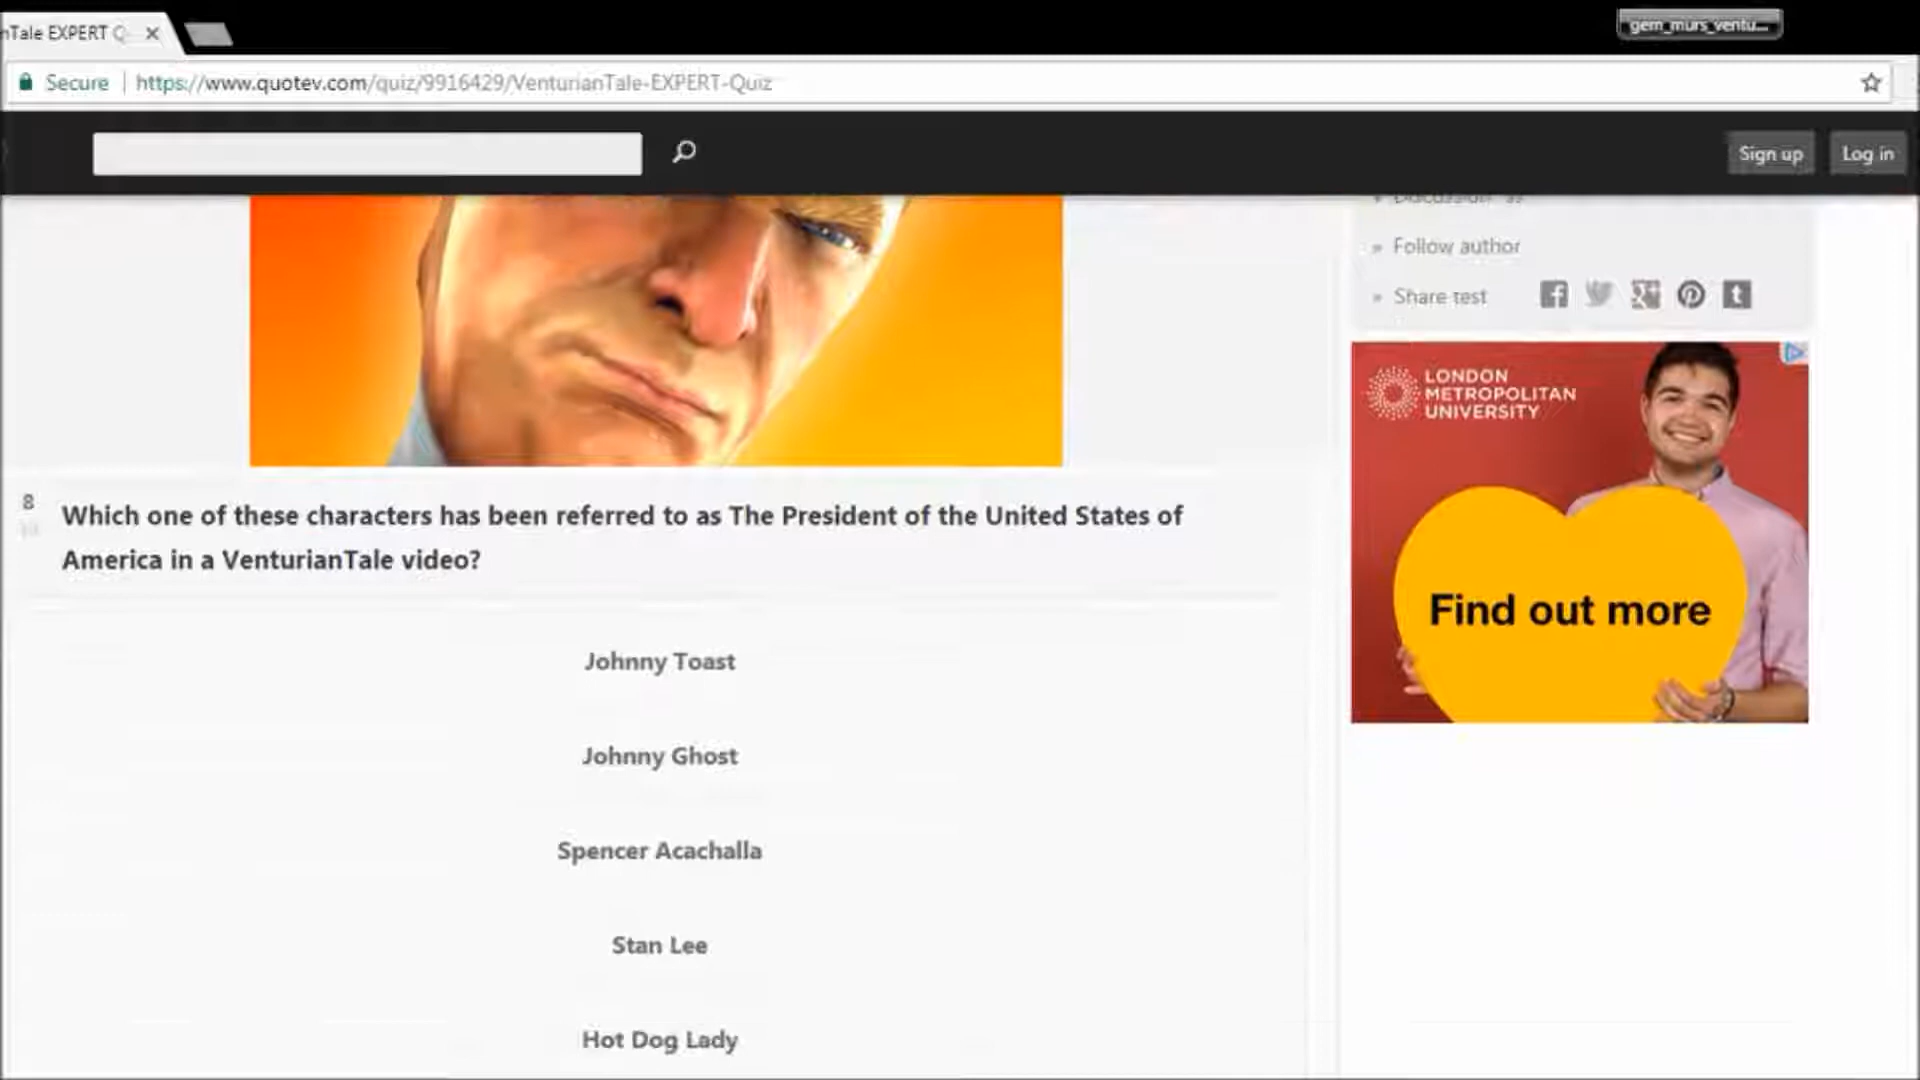 nTale EXPERT Q
gem_murs_ventu...
Secure
https://www.quotev.com/quiz/9916429/VenturianTale-EXPERT-Quiz
Sign up
Log in
Follow author
Share test
LONDON
METROPOLITAN
UNIVERSITY
Find out more
8
Which one of these characters has been referred to as The President of the United States of
America in a VenturianTale video?
Johnny Toast
Johnny Ghost
Spencer Acachalla
Stan Lee
Hot Dog Lady